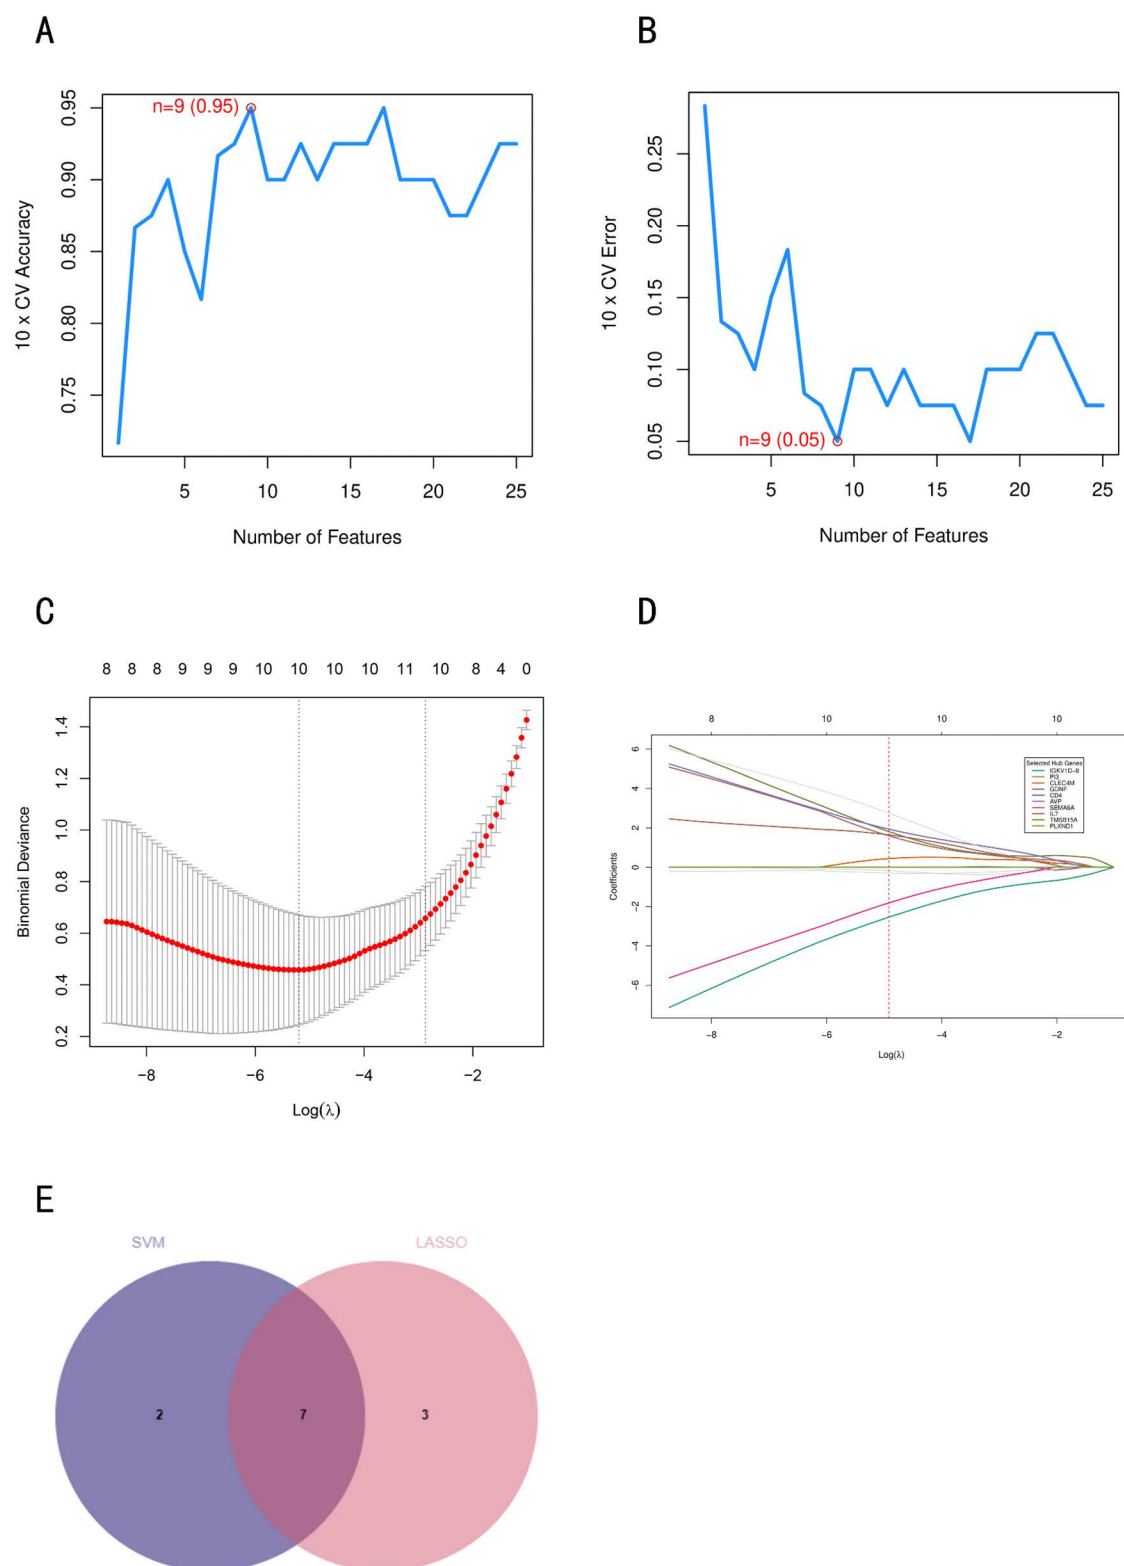 A
n=9 (0.95)
10 x CV Accuracy
0.95
0.90
0.85
0.80
0.75
5 10 15 20 25
Number of Features
B
n=9 (0.05)
10 x CV Error
0.25
0.20
0.15
0.10
0.05
5 10 15 20 25
Number of Features
C
8 8 8 9 9 9 10 10 10 10 11 10 8 4 0
Binomial Deviance
1.4
1.2
1.0
0.8
0.6
0.4
0.2
−8 −6 −4 −2
Log(λ)
D
8 10 10 10
Coefficients
6
4
2
0
−2
−4
−6
Selected Hub Genes
IGKV1D−8
PI3
CLEC4M
GDNF
CD4
AVP
SEMA6A
IL7
TMSB15A
PLXND1
−8 −6 −4 −2
Log(λ)
E
SVM LASSO
2 7 3